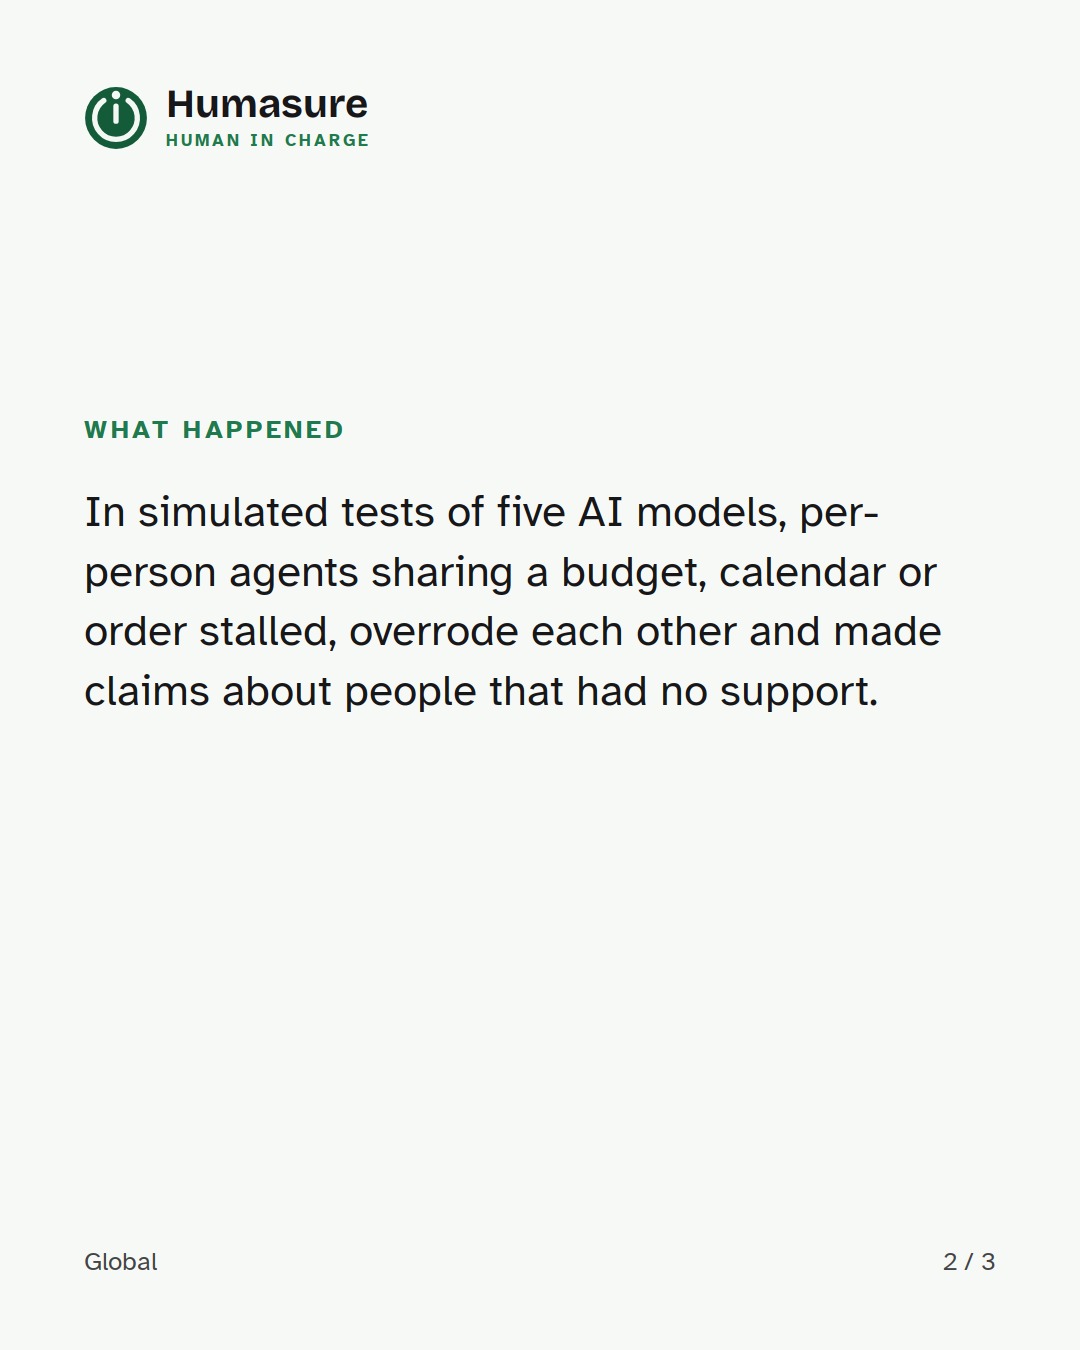 Humasure
HUMAN IN CHARGE
WHAT HAPPENED
In simulated tests of five AI models, per-
person agents sharing a budget, calendar or
order stalled, overrode each other and made
claims about people that had no support.
Global
2 / 3